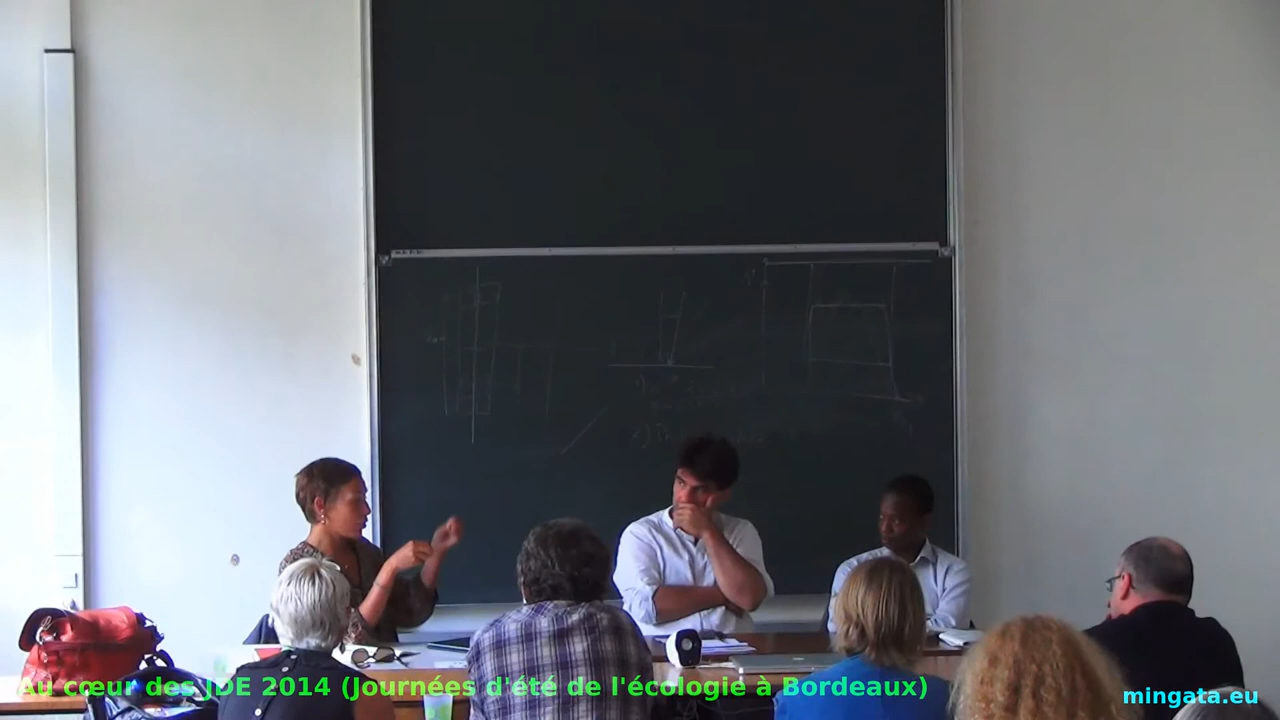 Au cœur des JDE 2014 (Journées d'été de l'écologie à Bordeaux)
mingata.eu